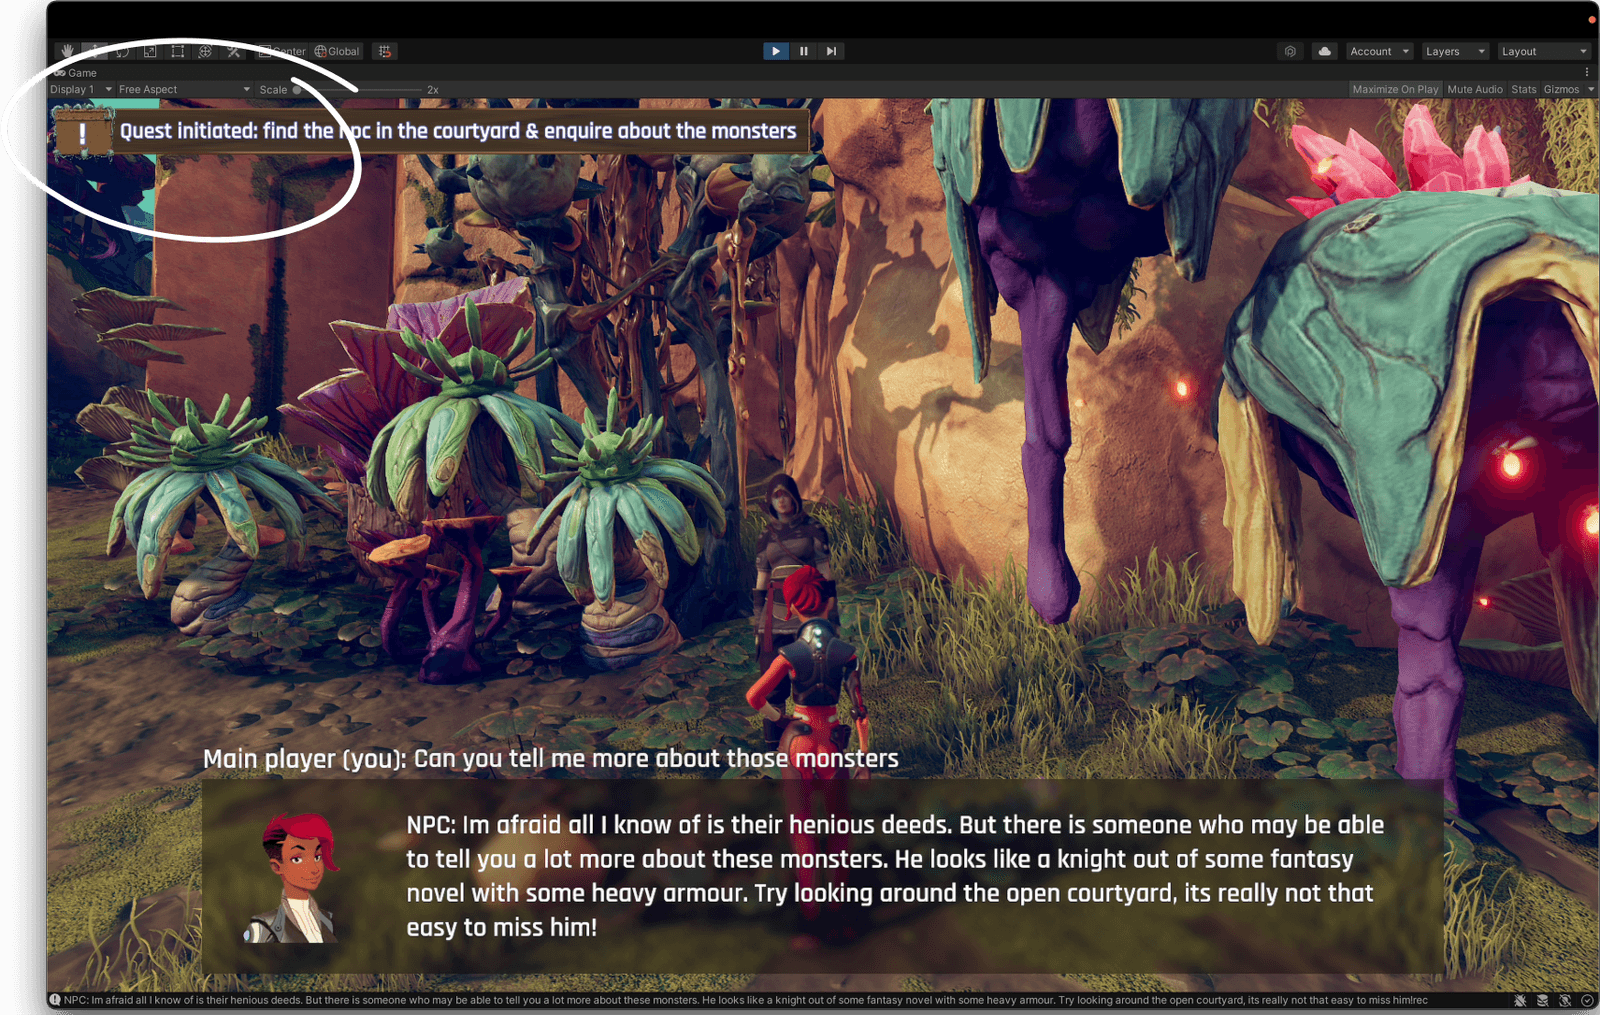 Center Global
Account Layers Layout
Game
Display 1 Free Aspect Scale 2x
Maximize On Play Mute Audio Stats Gizmos
! Quest initiated: find the npc in the courtyard & enquire about the monsters
Main player (you): Can you tell me more about those monsters
NPC: Im afraid all I know of is their henious deeds. But there is someone who may be able
to tell you a lot more about these monsters. He looks like a knight out of some fantasy
novel with some heavy armour. Try looking around the open courtyard, its really not that
easy to miss him!
NPC: Im afraid all I know of is their henious deeds. But there is someone who may be able to tell you a lot more about these monsters. He looks like a knight out of some fantasy novel with some heavy armour. Try looking around the open courtyard, its really not that easy to miss him!rec